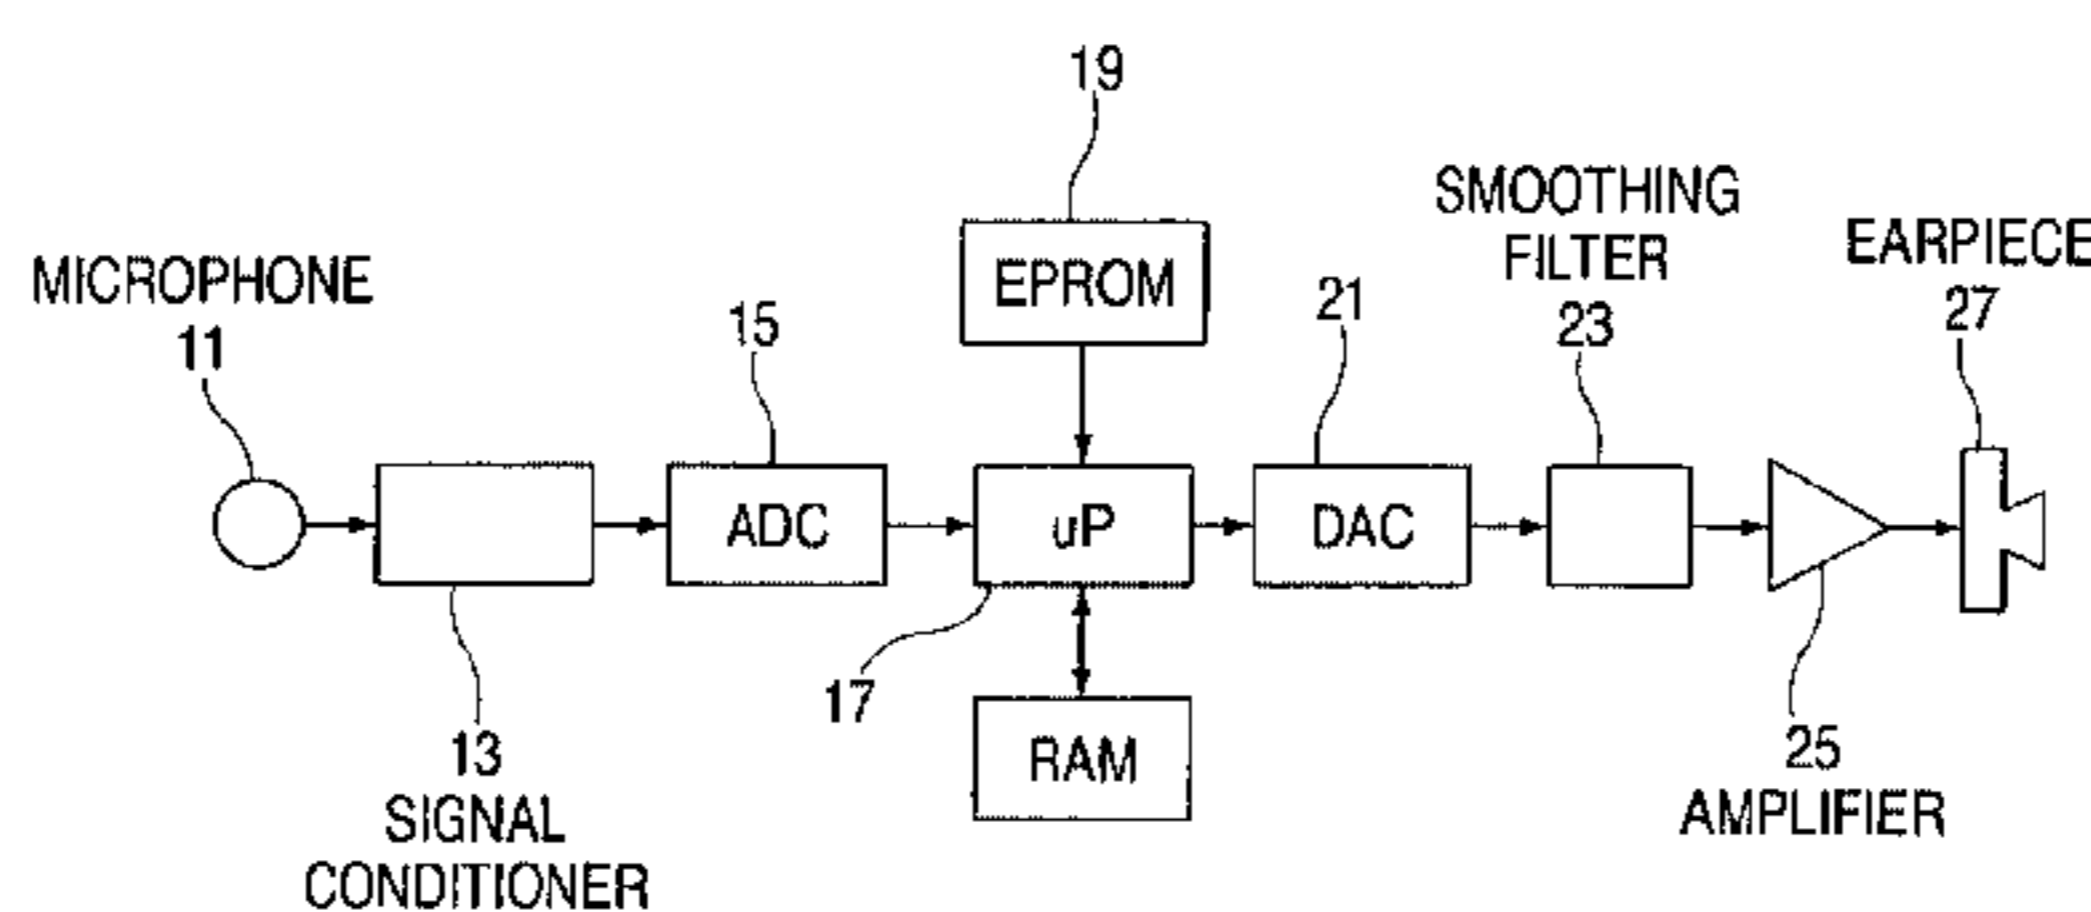 19
EPROM
MICROPHONE
11
15
ADC
uP
17
RAM
13
SIGNAL
CONDITIONER
21
DAC
SMOOTHING
FILTER
23
25
AMPLIFIER
EARPIECE
27